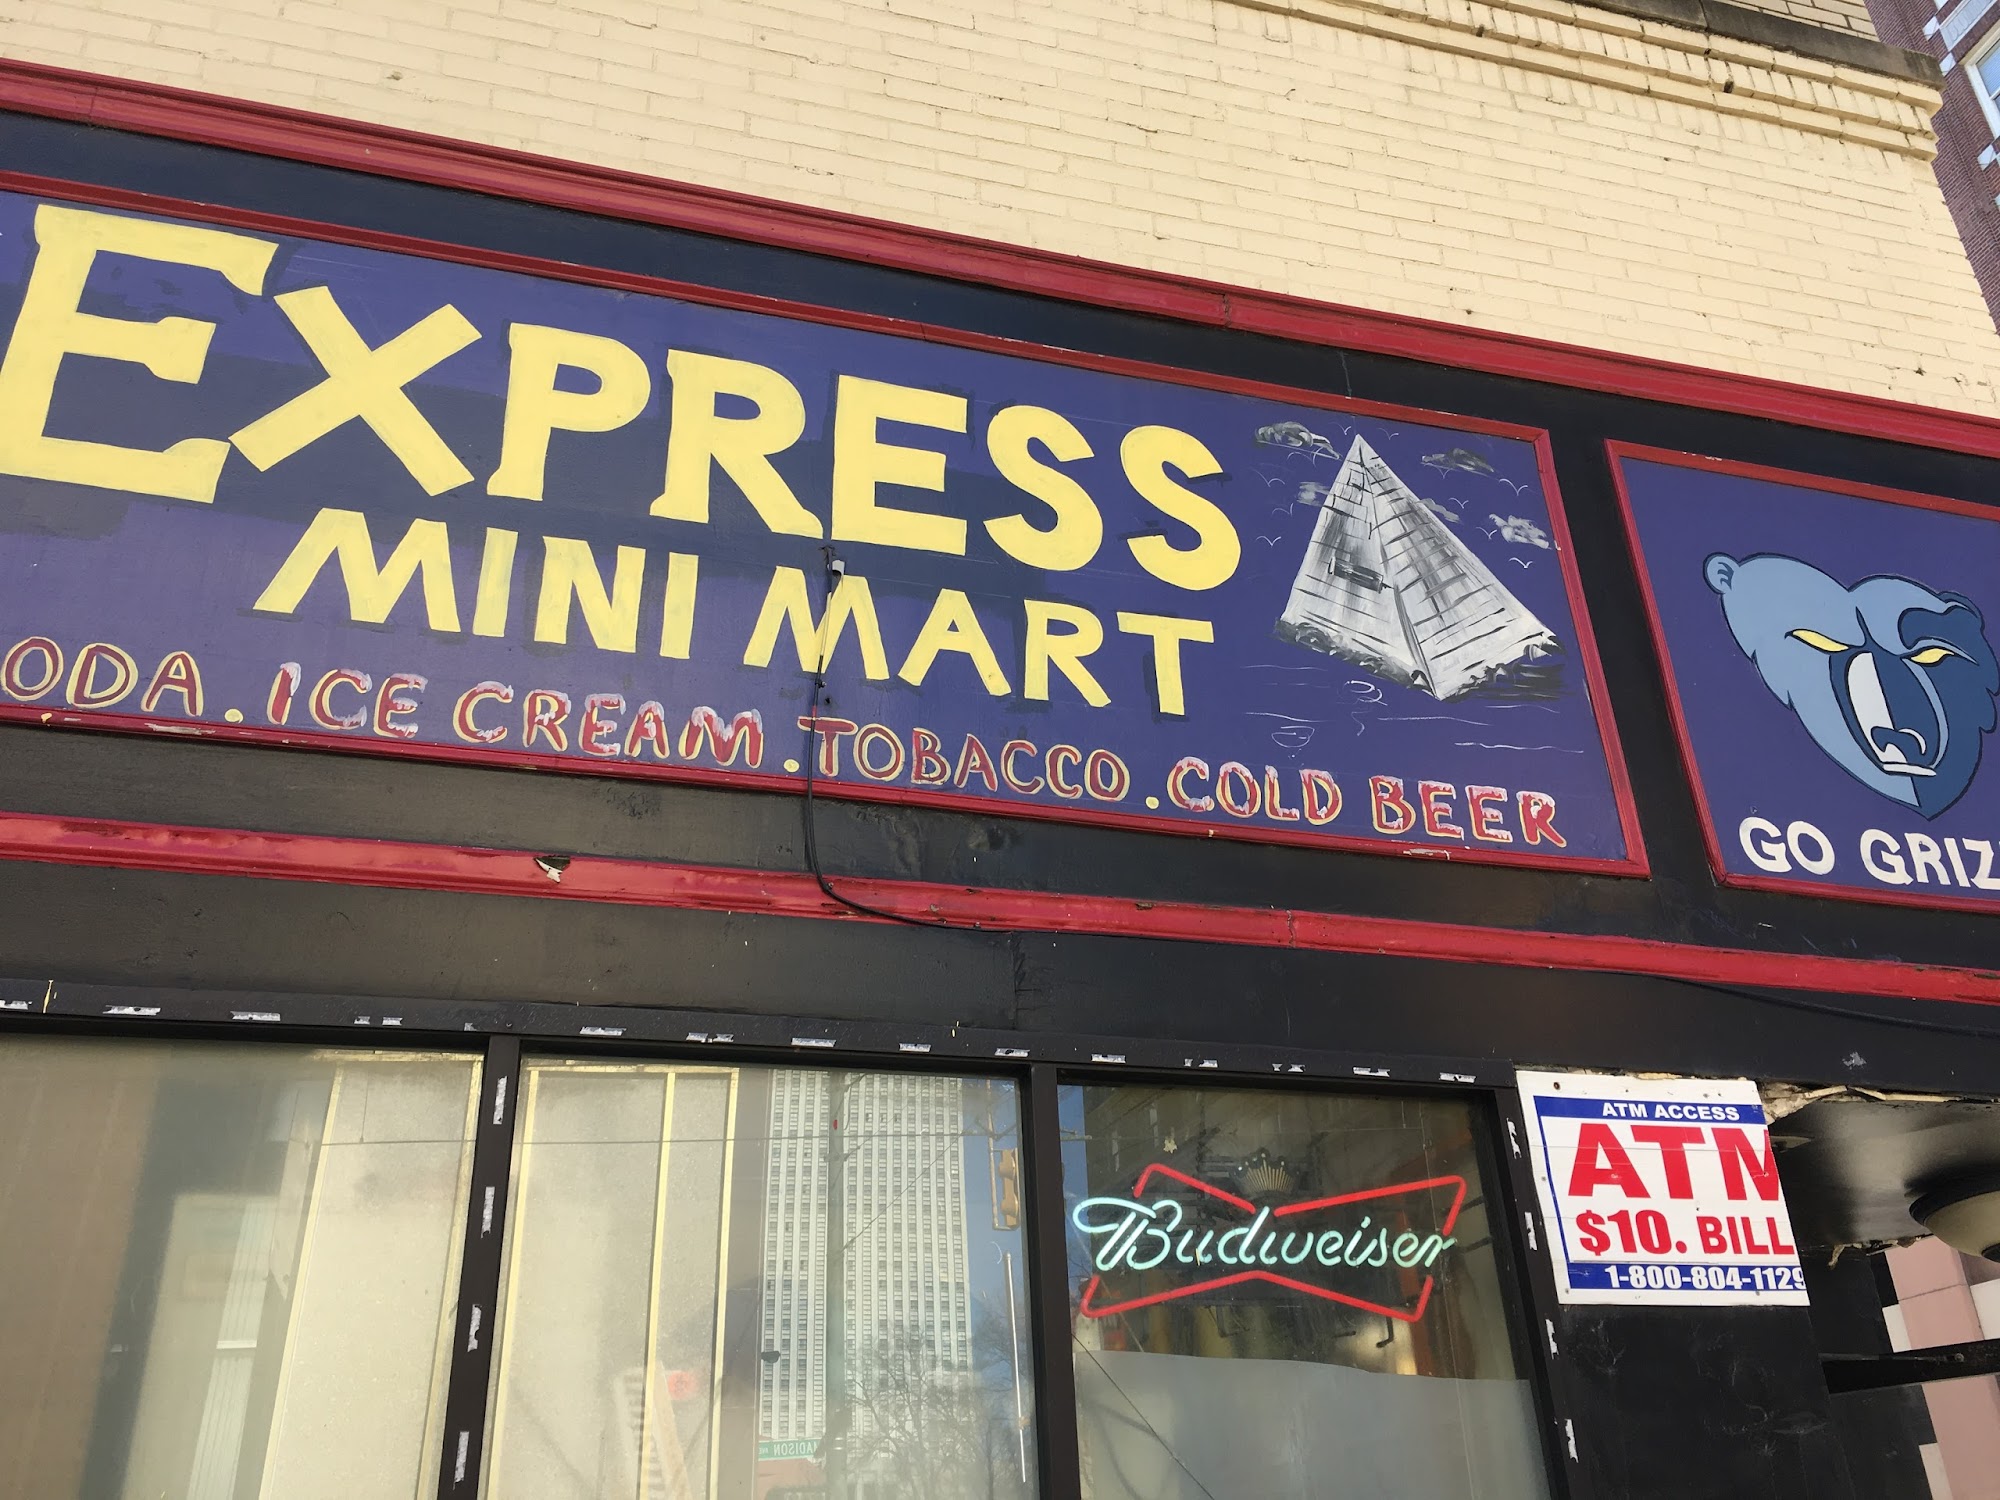 EXPRESS
MINI MART
ODA. ICE CREAM. TOBACCO. COLD BEER
GO GRIZ
ATM ACCESS
ATM
$10. BILL
1-800-804-1129
Budweiser
MADISON